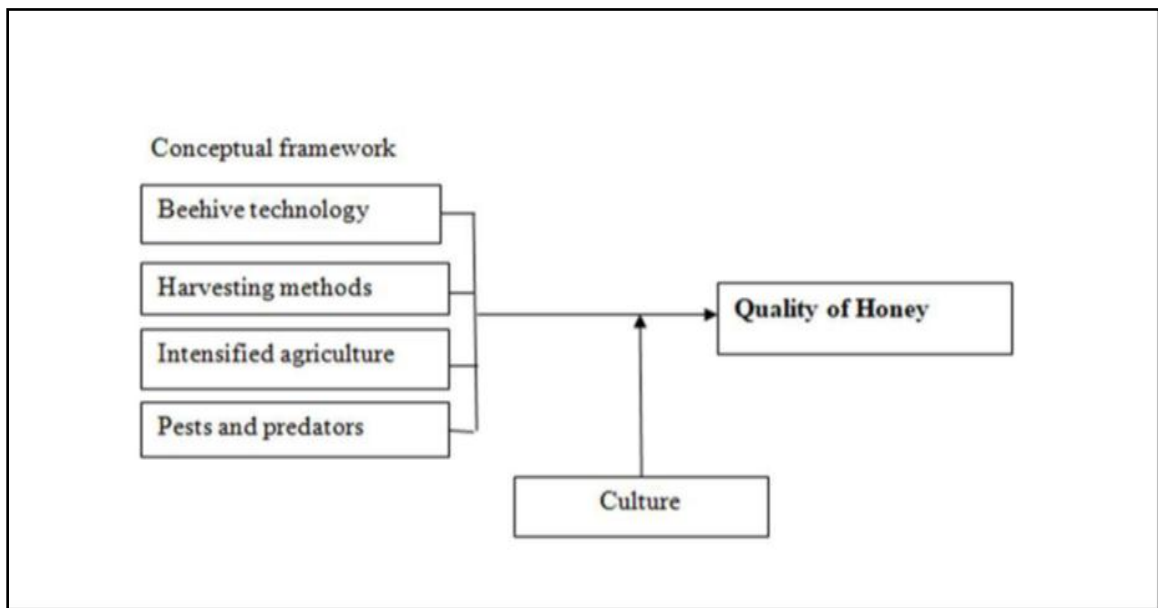 Conceptual framework
Beehive technology
Harvesting methods
Intensified agriculture
Pests and predators
Quality of Honey
Culture